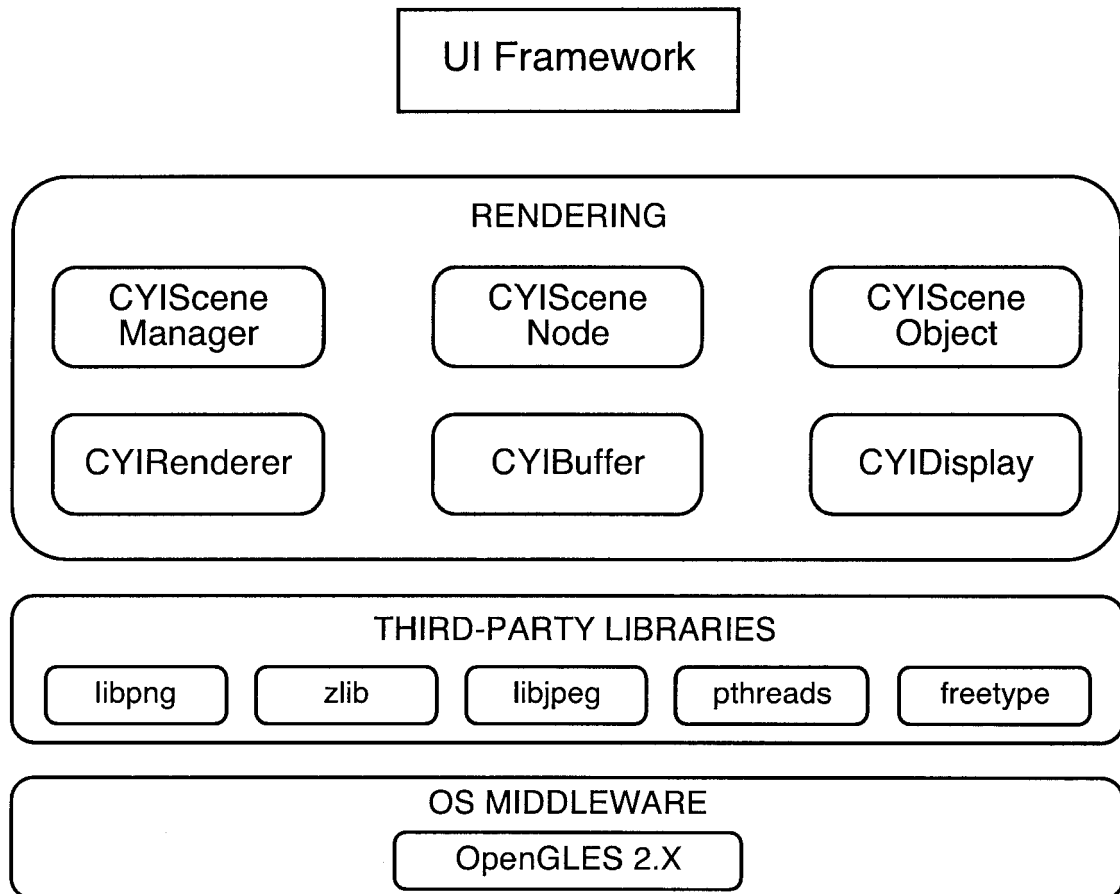 UI Framework
RENDERING
CYIScene
Manager
CYIScene
Node
CYIScene
Object
CYIRenderer
CYIBuffer
CYIDisplay
THIRD-PARTY LIBRARIES
libpng
zlib
libjpeg
pthreads
freetype
OS MIDDLEWARE
OpenGLES 2.X